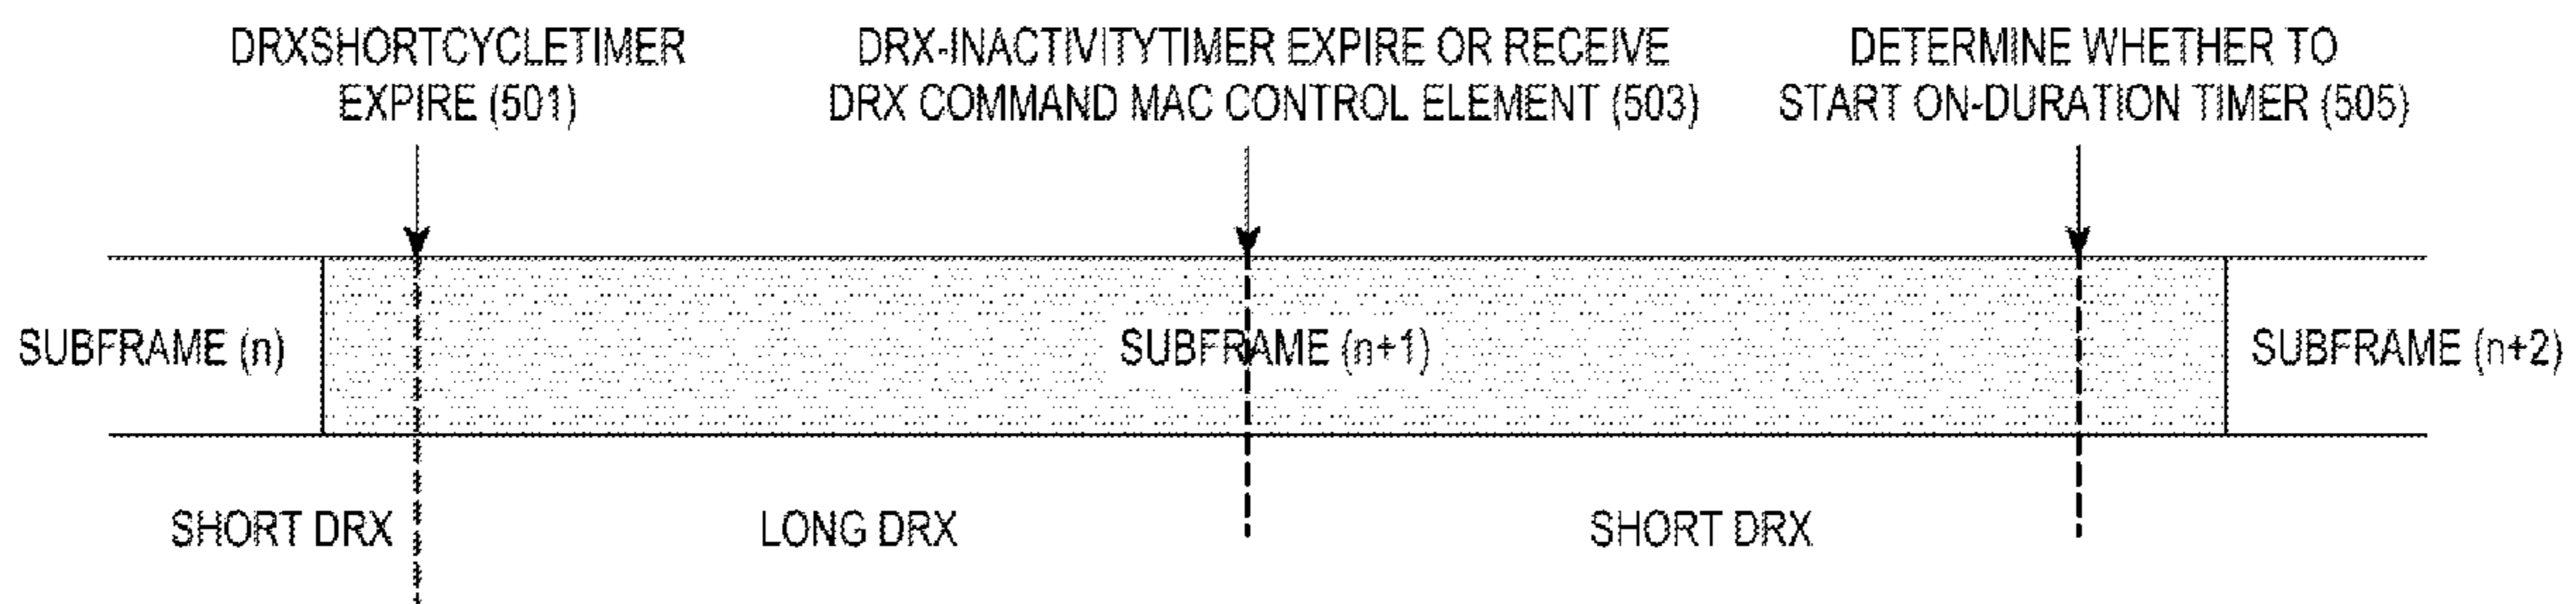 DRXSHORTCYCLETIMER
EXPIRE (501)
DRX-INACTIVITYTIMER EXPIRE OR RECEIVE
DRX COMMAND MAC CONTROL ELEMENT (503)
DETERMINE WHETHER TO
START ON-DURATION TIMER (505)
SUBFRAME (n)
SUBFRAME (n+1)
SUBFRAME (n+2)
SHORT DRX
LONG DRX
SHORT DRX